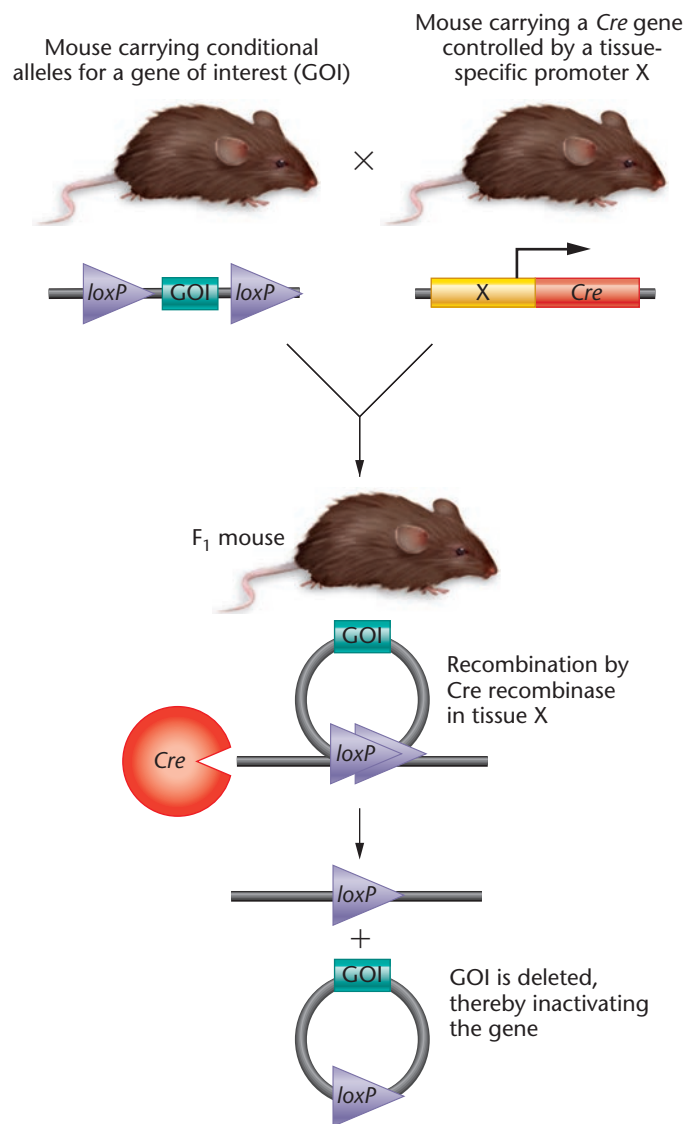 Mouse carrying conditional
alleles for a gene of interest (GOI)
Mouse carrying a Cre gene
controlled by a tissue-
specific promoter X
×
loxP
GOI
loxP
X
Cre
F₁ mouse
GOI
Recombination by
Cre recombinase
in tissue X
Cre
loxP
loxP
+
GOI
GOI is deleted,
thereby inactivating
the gene
loxP